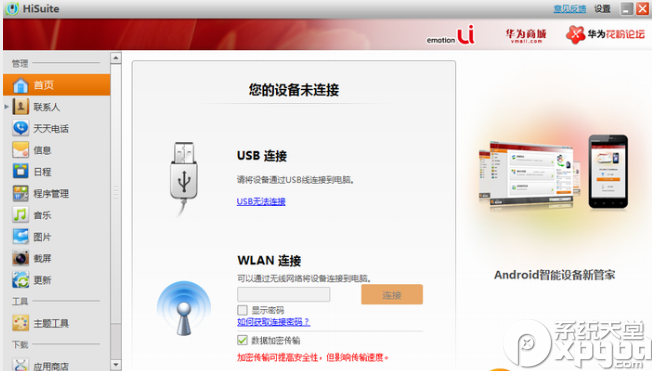 HiSuite
意见反馈 设置
emotion UI
华为商城
vmall.com
华为花粉论坛
管理
首页
联系人
天天电话
信息
日程
程序管理
音乐
图片
截屏
更新
工具
主题工具
下载
应用商店
您的设备未连接
USB 连接
请将设备通过USB线连接到电脑。
USB无法连接
WLAN 连接
可以通过无线网络将设备连接到电脑。
连接
显示密码
如何获取连接密码？
数据加密传输
加密传输可提高安全性，但影响传输速度。
Android智能设备新管家
系统天堂